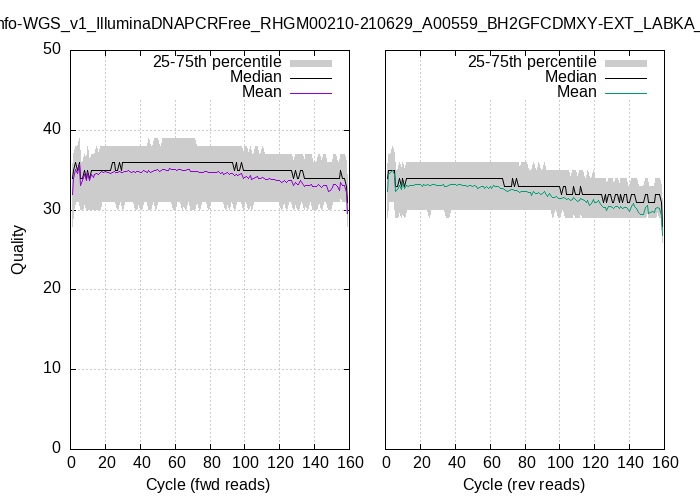 nfo-WGS_v1_IlluminaDNAPCRFree_RHGM00210-210629_A00559_BH2GFCDMXY-EXT_LABKA_
50
40
30
20
10
0
Quality
25-75th percentile
Median
Mean
0 20 40 60 80 100 120 140 160
Cycle (fwd reads)
25-75th percentile
Median
Mean
0 20 40 60 80 100 120 140 160
Cycle (rev reads)